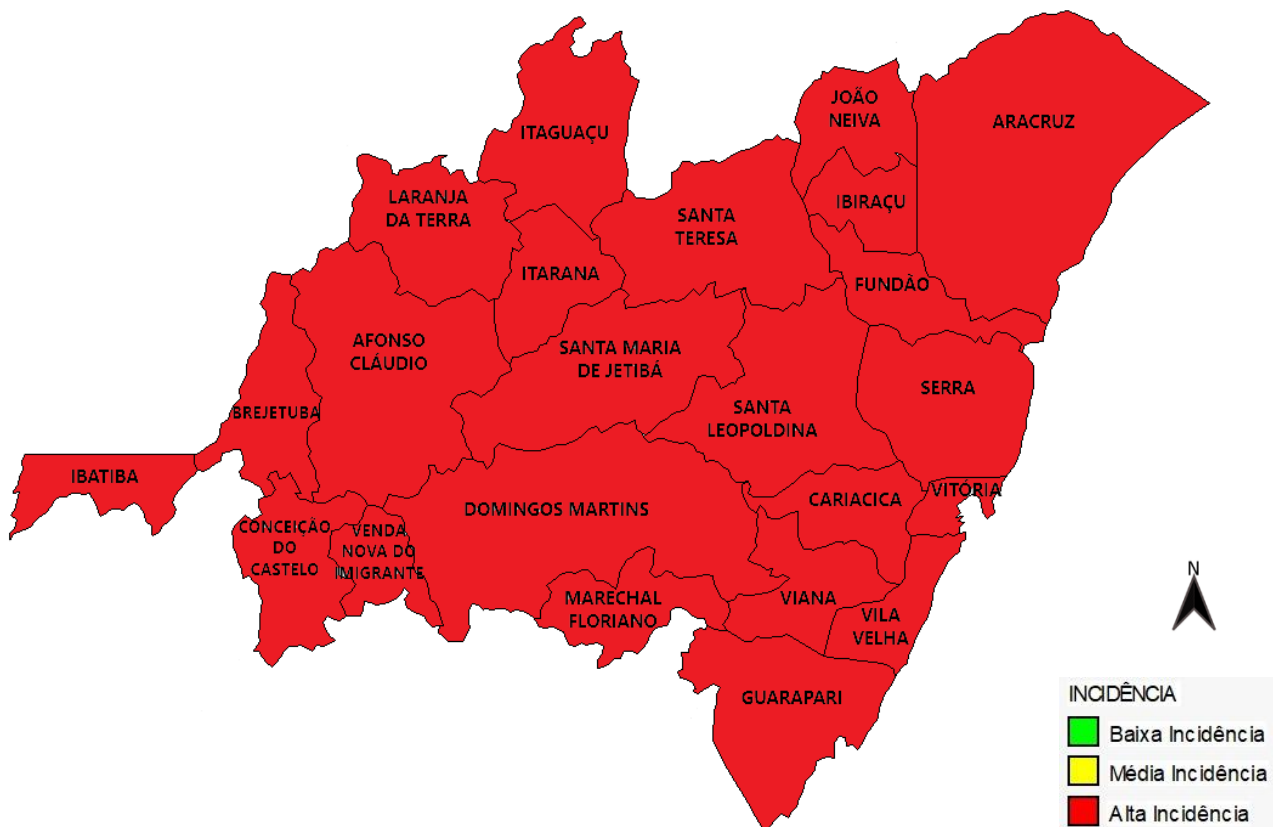 JOÃO
NEIVA
ARACRUZ
ITAGUAÇU
LARANJA
DA TERRA
IBIRAÇU
SANTA
TERESA
ITARANA
FUNDÃO
AFONSO
CLÁUDIO
SANTA MARIA
DE JETIBÁ
SERRA
BREJETUBA
SANTA
LEOPOLDINA
IBATIBA
VITÓRIA
CARIACICA
DOMINGOS MARTINS
CONCEIÇÃO
DO
CASTELO
VENDA
NOVA DO
IMIGRANTE
MARECHAL
FLORIANO
VIANA
VILA
VELHA
GUARAPARI
N
INCIDÊNCIA
Baixa Incidência
Média Incidência
Alta Incidência